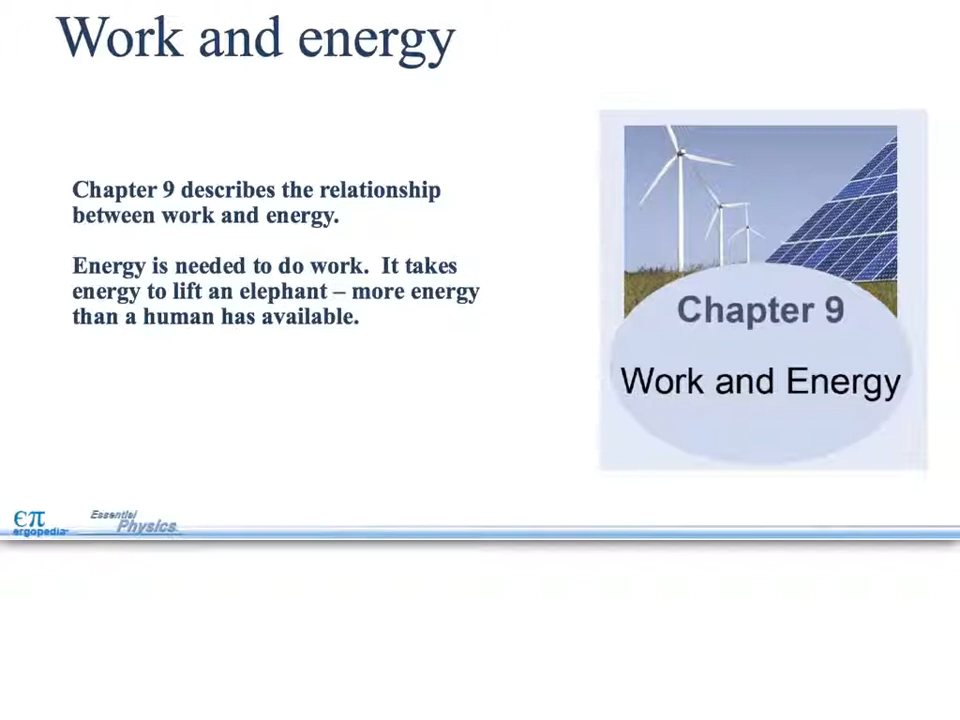 Work and energy
Chapter 9 describes the relationship
between work and energy.
Energy is needed to do work.  It takes
energy to lift an elephant – more energy
than a human has available.
Chapter 9
Work and Energy
єπ
ergopedia
Essential
Physics